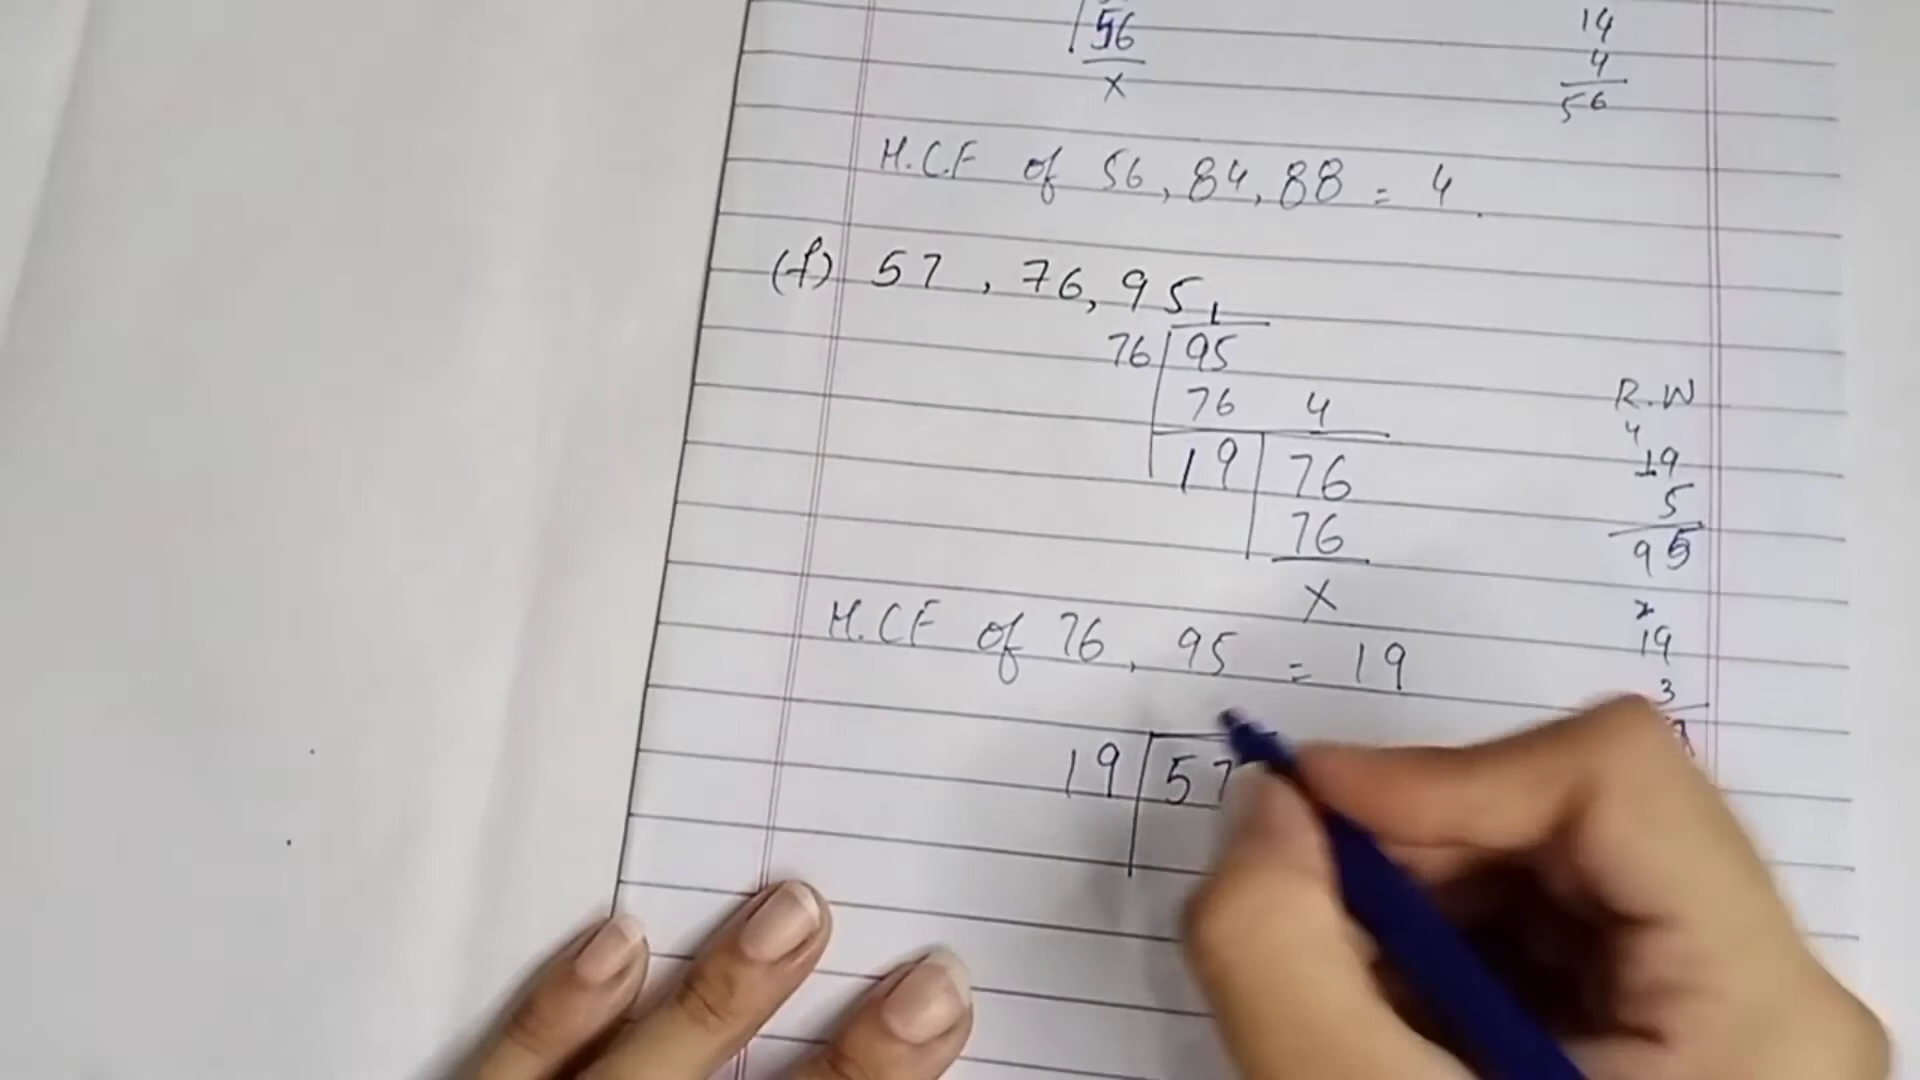 56
x
14
4
56
H.C.F of 56, 84, 88 = 4.
(f) 57, 76, 95
1
76 95
76 4
19 76
76
x
R.W
4
19
5
95
2
19
3
H.C.F of 76, 95 = 19
19 57